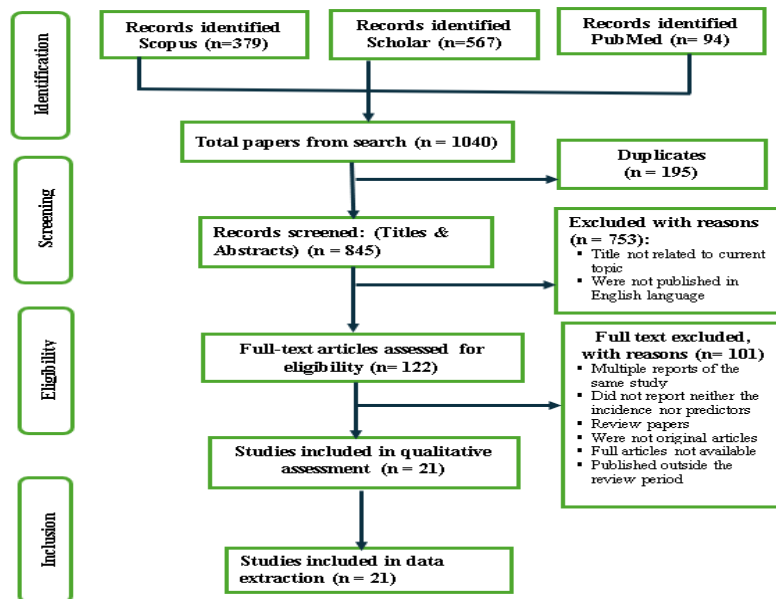 Identification
Records identified
Scopus (n=379)
Records identified
Scholar (n=567)
Records identified
PubMed (n= 94)
Total papers from search (n = 1040)
Duplicates
(n = 195)
Screening
Records screened: (Titles &
Abstracts) (n = 845)
Excluded with reasons
(n = 753):
▪ Title not related to current
topic
▪ Were not published in
English language
Eligibility
Full-text articles assessed for
eligibility (n= 122)
Full text excluded,
with reasons (n= 101)
▪ Multiple reports of the
same study
▪ Did not report neither the
incidence nor predictors
▪ Review papers
▪ Were not original articles
▪ Full articles not available
▪ Published outside the
review period
Studies included in qualitative
assessment (n = 21)
Inclusion
Studies included in data
extraction (n = 21)